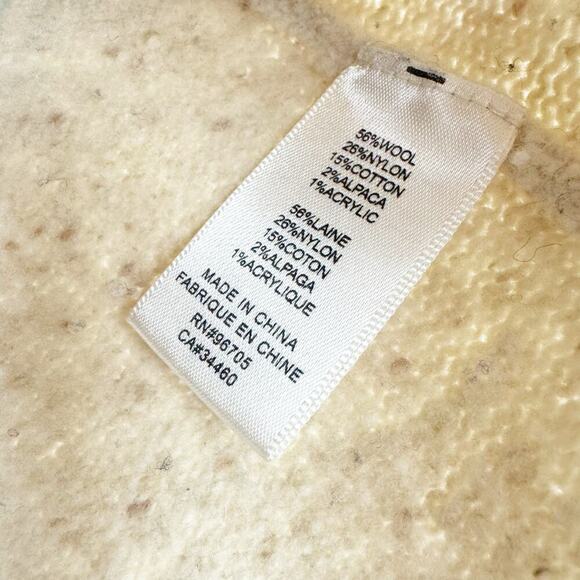 56%WOOL
26%NYLON
15%COTTON
2%ALPACA
1%ACRYLIC
56%LAINE
26%NYLON
15%COTON
2%ALPAGA
1%ACRYLIQUE
MADE IN CHINA
FABRIQUE EN CHINE
RN#96705
CA#34460